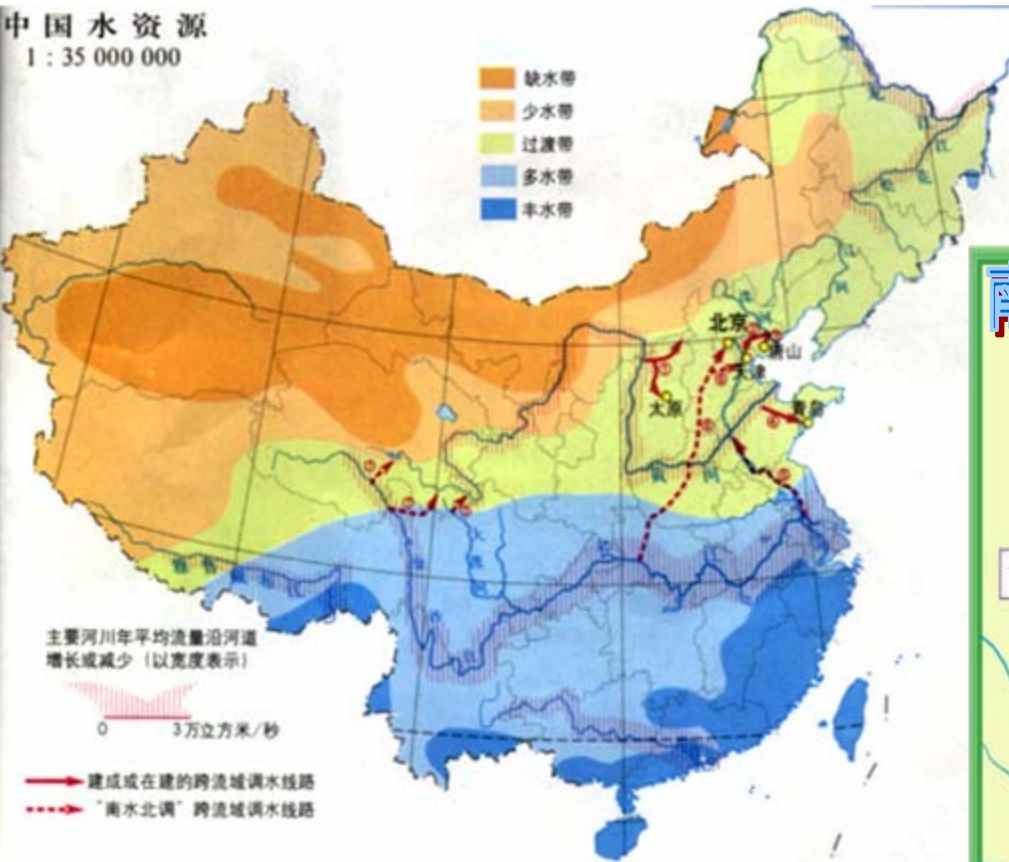 中国水资源
1 : 35 000 000
缺水带
少水带
过渡带
多水带
丰水带
北京
唐山
天津
太原
青岛
黄河
主要河川年平均流量沿河道
增长或减少（以宽度表示）
0 3万立方米/秒
建成或在建的跨流域调水线路
"南水北调"跨流域调水线路